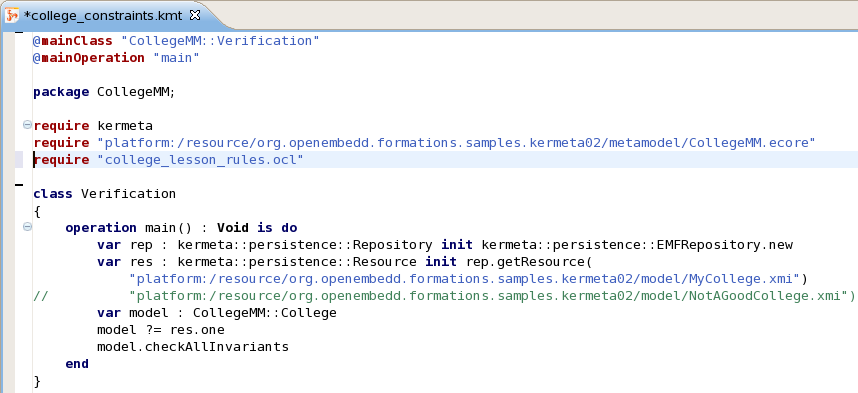 *college_constraints.kmt
@mainClass "CollegeMM::Verification"
@mainOperation "main"
package CollegeMM;
require kermeta
require "platform:/resource/org.openembedd.formations.samples.kermeta02/metamodel/CollegeMM.ecore"
require "college_lesson_rules.ocl"
class Verification
{
operation main() : Void is do
var rep : kermeta::persistence::Repository init kermeta::persistence::EMFRepository.new
var res : kermeta::persistence::Resource init rep.getResource(
"platform:/resource/org.openembedd.formations.samples.kermeta02/model/MyCollege.xmi")
// "platform:/resource/org.openembedd.formations.samples.kermeta02/model/NotAGoodCollege.xmi")
var model : CollegeMM::College
model ?= res.one
model.checkAllInvariants
end
}